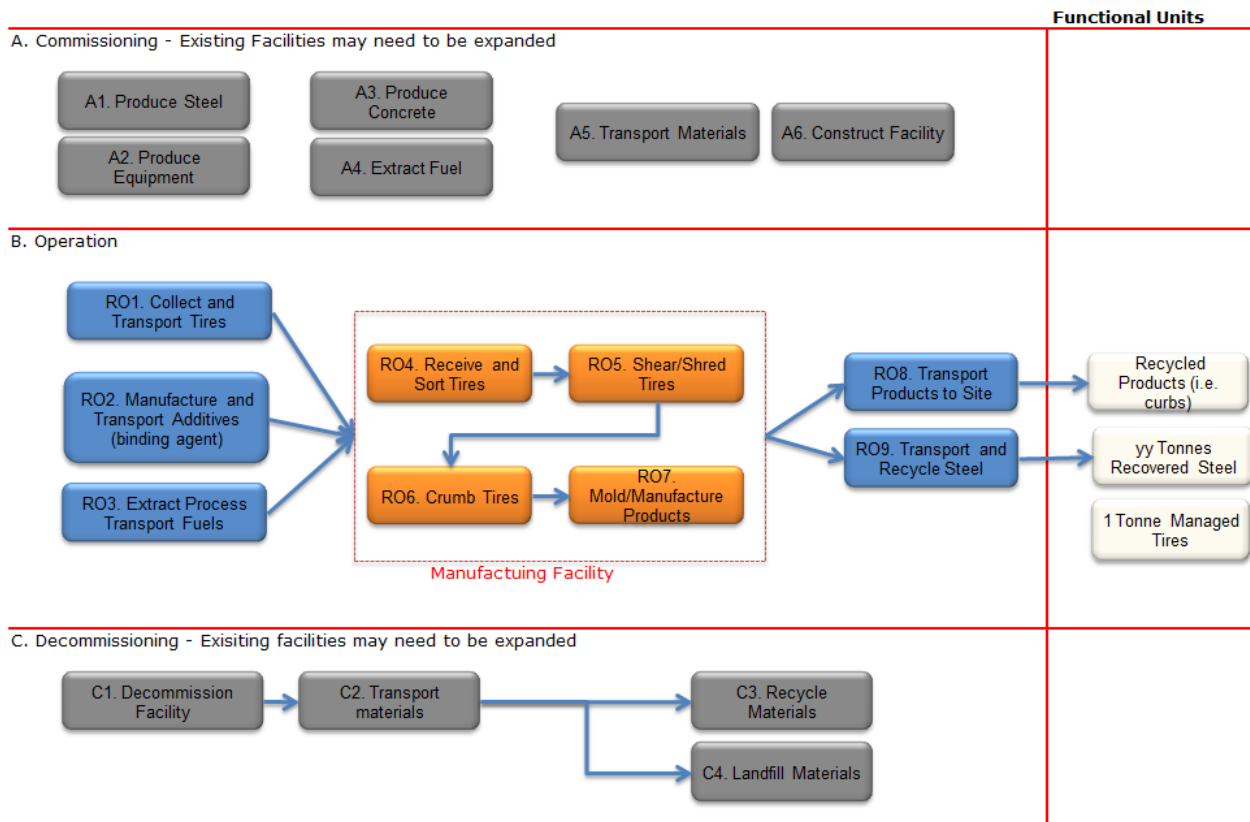 Functional Units
A. Commissioning - Existing Facilities may need to be expanded
A1. Produce Steel
A2. Produce
Equipment
A3. Produce
Concrete
A4. Extract Fuel
A5. Transport Materials
A6. Construct Facility
B. Operation
RO1. Collect and
Transport Tires
RO2. Manufacture and
Transport Additives
(binding agent)
RO3. Extract Process
Transport Fuels
RO4. Receive and
Sort Tires
RO5. Shear/Shred
Tires
RO6. Crumb Tires
RO7.
Mold/Manufacture
Products
Manufactuing Facility
RO8. Transport
Products to Site
RO9. Transport and
Recycle Steel
Recycled
Products (i.e.
curbs)
yy Tonnes
Recovered Steel
1 Tonne Managed
Tires
C. Decommissioning - Exisiting facilities may need to be expanded
C1. Decommission
Facility
C2. Transport
materials
C3. Recycle
Materials
C4. Landfill Materials